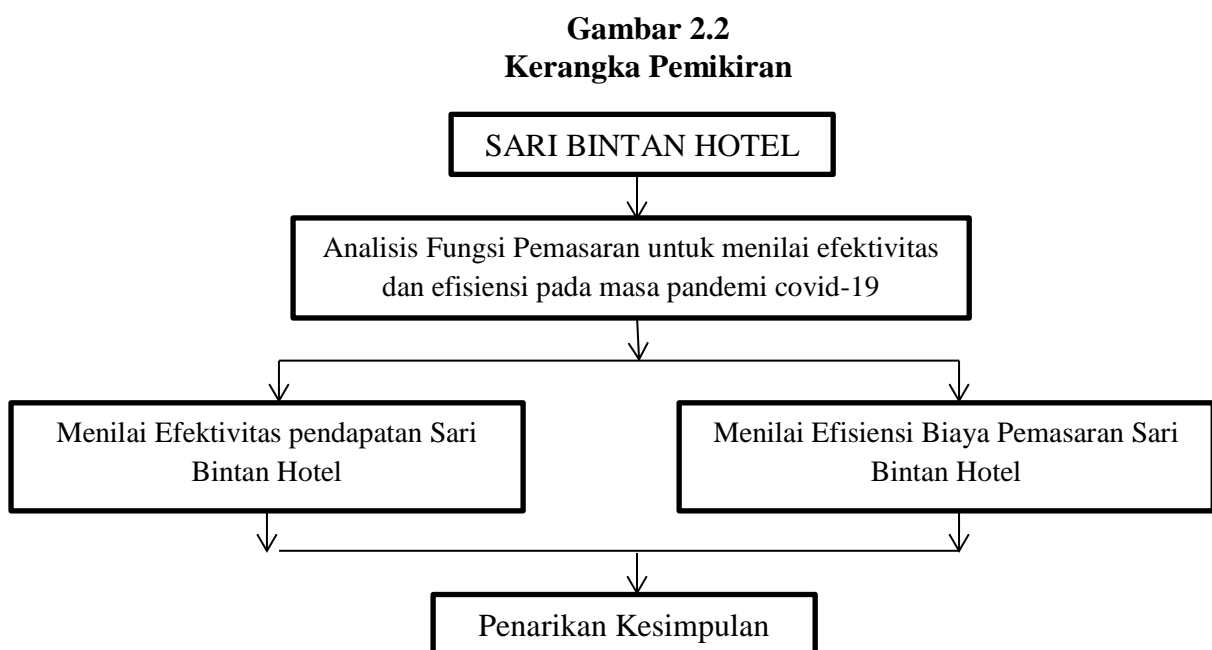 Gambar 2.2
Kerangka Pemikiran
SARI BINTAN HOTEL
Analisis Fungsi Pemasaran untuk menilai efektivitas
dan efisiensi pada masa pandemi covid-19
Menilai Efektivitas pendapatan Sari
Bintan Hotel
Menilai Efisiensi Biaya Pemasaran Sari
Bintan Hotel
Penarikan Kesimpulan